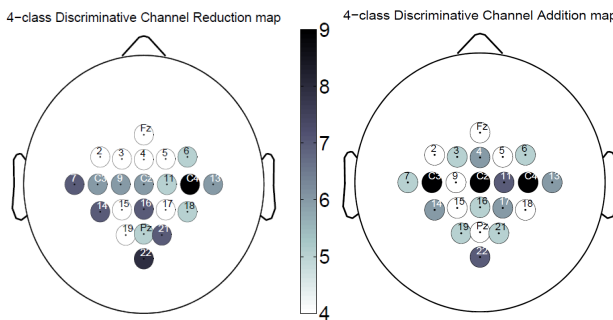 4-class Discriminative Channel Reduction map
Fz
2 3 4 5 6
7 C3 9 Cz 11 C4 13
14 15 16 17 18
19 Pz 21
22
9
8
7
6
5
4
4-class Discriminative Channel Addition map
Fz
2 3 4 5 6
7 C3 9 Cz 11 C4 13
14 15 16 17 18
19 Pz 21
22